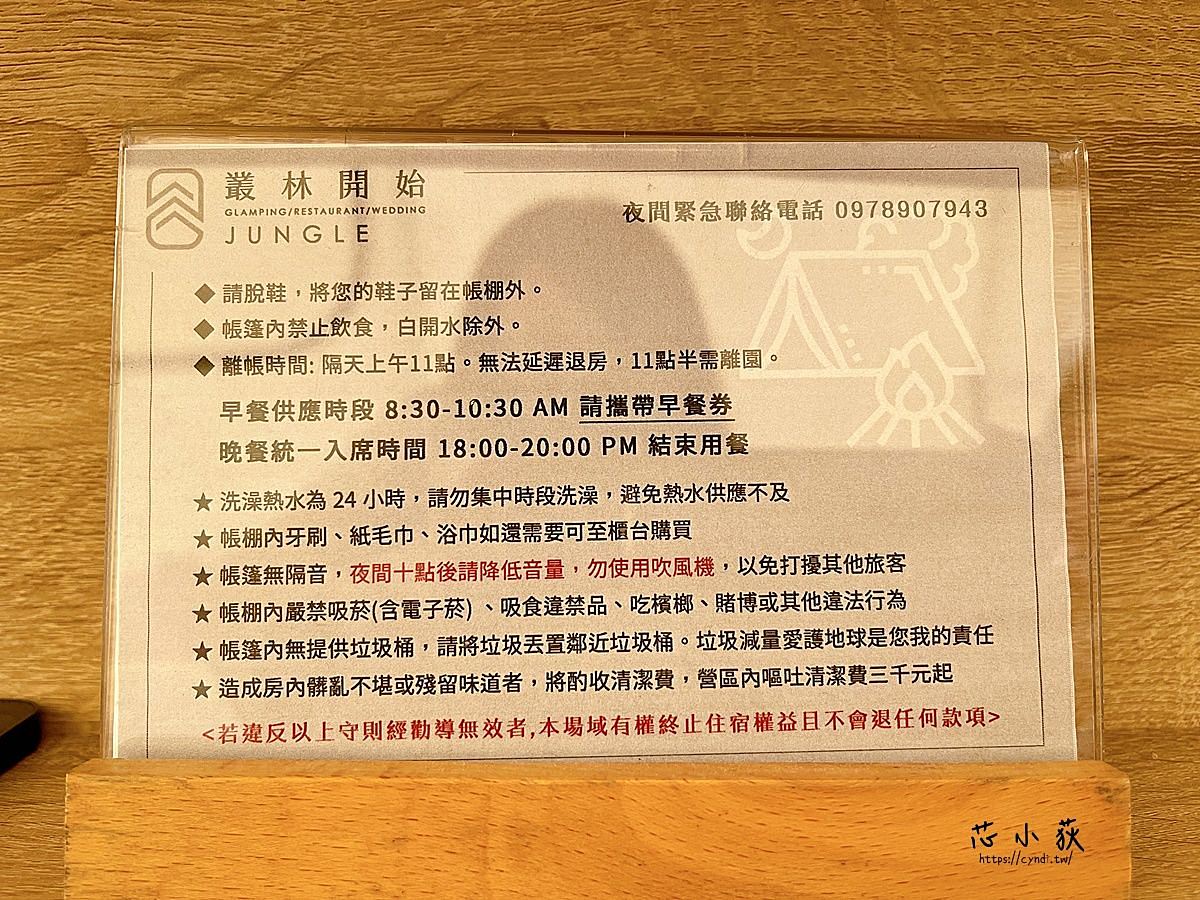 叢林開始
GLAMPING/RESTAURANT/WEDDING
JUNGLE
夜間緊急聯絡電話 0978907943
◆ 請脫鞋，將您的鞋子留在帳棚外。
◆ 帳篷內禁止飲食，白開水除外。
◆ 離帳時間: 隔天上午11點。無法延遲退房，11點半需離園。
早餐供應時段 8:30-10:30 AM 請攜帶早餐券
晚餐統一入席時間 18:00-20:00 PM 結束用餐
★ 洗澡熱水為 24 小時，請勿集中時段洗澡，避免熱水供應不及
★ 帳棚內牙刷、紙毛巾、浴巾如還需要可至櫃台購買
★ 帳篷無隔音，夜間十點後請降低音量，勿使用吹風機，以免打擾其他旅客
★ 帳棚內嚴禁吸菸(含電子菸)、吸食違禁品、吃檳榔、賭博或其他違法行為
★ 帳篷內無提供垃圾桶，請將垃圾丟置鄰近垃圾桶。垃圾減量愛護地球是您我的責任
★ 造成房內髒亂不堪或殘留味道者，將酌收清潔費，營區內嘔吐清潔費三千元起
<若違反以上守則經勸導無效者,本場域有權終止住宿權益且不會退任何款項>
芯小荻
https://cyndi.tw/